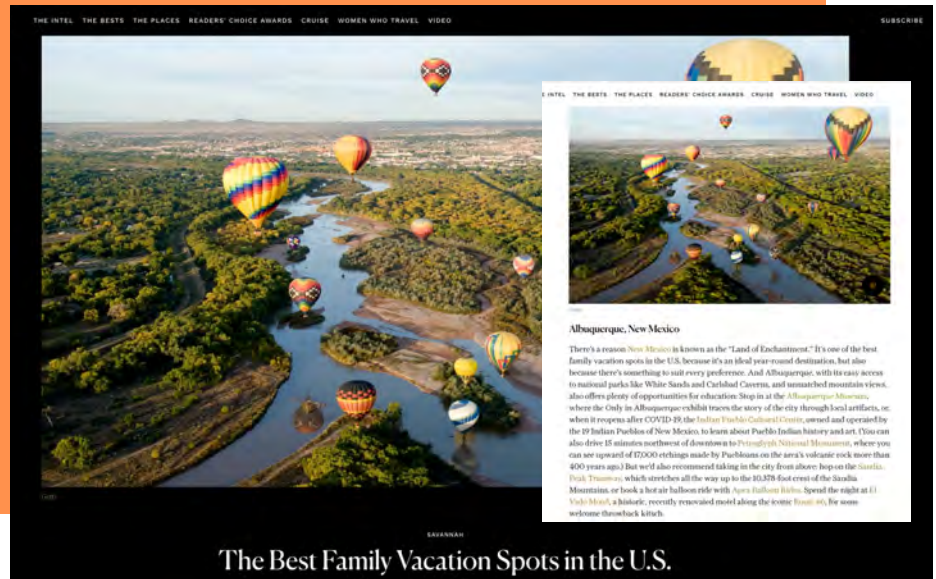 THE INTEL THE BESTS THE PLACES READERS' CHOICE AWARDS CRUISE WOMEN WHO TRAVEL VIDEO
SUBSCRIBE
Getty
SAVANNAH
The Best Family Vacation Spots in the U.S.
E INTEL THE BESTS THE PLACES READERS' CHOICE AWARDS CRUISE WOMEN WHO TRAVEL VIDEO
Albuquerque, New Mexico
There's a reason New Mexico is known as the "Land of Enchantment." It's one of the best
family vacation spots in the U.S. because it's an ideal year-round destination, but also
because there's something to suit every preference. And Albuquerque, with its easy access
to national parks like White Sands and Carlsbad Caverns, and unmatched mountain views,
also offers plenty of opportunities for education: Stop in at the Albuquerque Museum,
where the Only in Albuquerque exhibit traces the story of the city through local artifacts, or,
when it reopens after COVID-19, the Indian Pueblo Cultural Center, owned and operated by
the 19 Indian Pueblos of New Mexico, to learn about Pueblo Indian history and art. (You can
also drive 15 minutes northwest of downtown to Petroglyph National Monument, where you
can see upward of 17,000 etchings made by Puebloans on the area's volcanic rock more than
400 years ago.) But we'd also recommend taking in the city from above: hop on the Sandia
Peak Tramway, which stretches all the way up to the 10,378-foot crest of the Sandia
Mountains, or book a hot air balloon ride with Apex Balloon Rides. Spend the night at El
Vado Motel, a historic, recently renovated motel along the iconic Route 66, for some
welcome throwback kitsch.